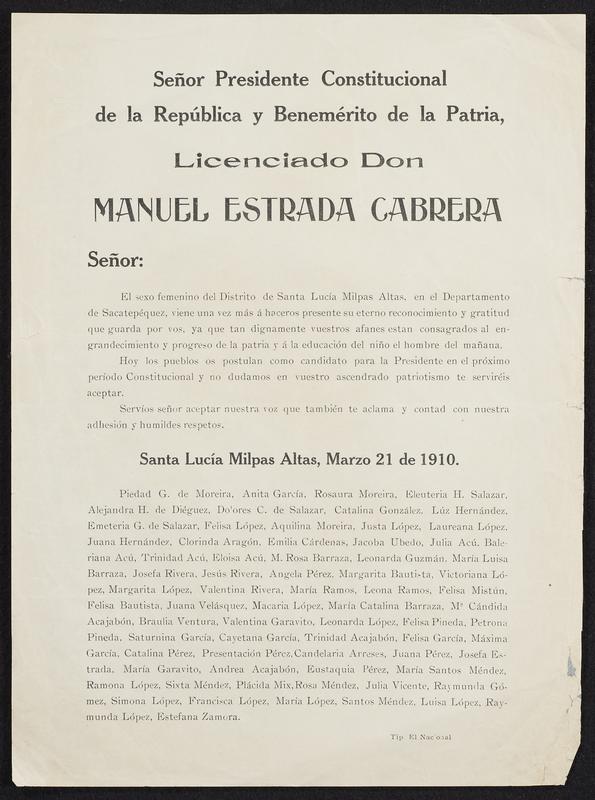 Señor Presidente Constitucional
de la República y Benemérito de la Patria,
Licenciado Don
MANUEL ESTRADA CABRERA
Señor:
El sexo femenino del Distrito de Santa Lucía Milpas Altas, en el Departamento
de Sacatepéquez, viene una vez más á haceros presente su eterno reconocimiento y gratitud
que guarda por vos, ya que tan dignamente vuestros afanes estan consagrados al en-
grandecimiento y progreso de la patria y á la educación del niño el hombre del mañana.
Hoy los pueblos os postulan como candidato para la Presidente en el próximo
período Constitucional y no dudamos en vuestro ascendrado patriotismo te serviréis
aceptar.
Servíos señor aceptar nuestra voz que también te aclama y contad con nuestra
adhesión y humildes respetos.
Santa Lucía Milpas Altas, Marzo 21 de 1910.
Piedad G. de Moreira, Anita García, Rosaura Moreira, Eleuteria H. Salazar,
Alejandra H. de Diéguez, Do'ores C. de Salazar, Catalina González, Lúz Hernández,
Emeteria G. de Salazar, Felisa López, Aquilina Moreira, Justa López, Laureana López,
Juana Hernández, Clorinda Aragón, Emilia Cárdenas, Jacoba Ubedo, Julia Acú, Bale-
riana Acú, Trinidad Acú, Eloisa Acú, M. Rosa Barraza, Leonarda Guzmán, María Luisa
Barraza, Josefa Rivera, Jesús Rivera, Angela Pérez, Margarita Bautista, Victoriana Ló-
pez, Margarita López, Valentina Rivera, María Ramos, Leona Ramos, Felisa Mistún,
Felisa Bautista, Juana Velásquez, Macaria López, María Catalina Barraza, Mª Cándida
Acajabón, Braulia Ventura, Valentina Garavito, Leonarda López, Felisa Pineda, Petrona
Pineda, Saturnina García, Cayetana García, Trinidad Acajabón, Felisa García, Máxima
García, Catalina Pérez, Presentación Pérez, Candelaria Arreses, Juana Pérez, Josefa Es-
trada, María Garavito, Andrea Acajabón, Eustaquia Pérez, María Santos Méndez,
Ramona López, Sixta Méndez, Plácida Mix, Rosa Méndez, Julia Vicente, Raymunda Gó-
mez, Simona López, Francisca López, María López, Santos Méndez, Luisa López, Ray-
munda López, Estefana Zamora.
Tip. El Nacional